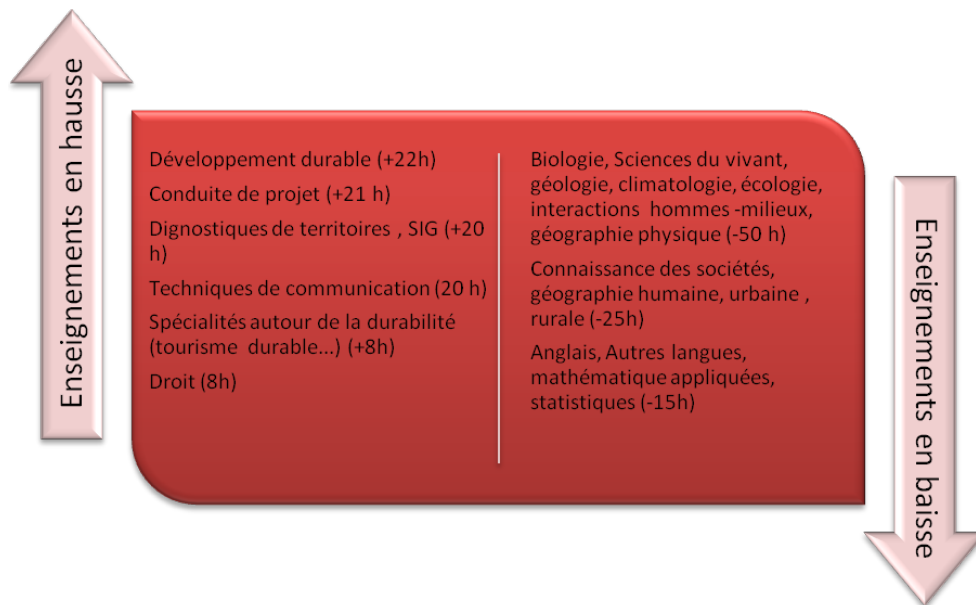 Enseignements en hausse
Développement durable (+22h)
Conduite de projet (+21 h)
Dignostiques de territoires , SIG (+20
h)
Techniques de communication (20 h)
Spécialités autour de la durabilité
(tourisme durable...) (+8h)
Droit (8h)
Biologie, Sciences du vivant,
géologie, climatologie, écologie,
interactions hommes -milieux,
géographie physique (-50 h)
Connaissance des sociétés,
géographie humaine, urbaine ,
rurale (-25h)
Anglais, Autres langues,
mathématique appliquées,
statistiques (-15h)
Enseignements en baisse